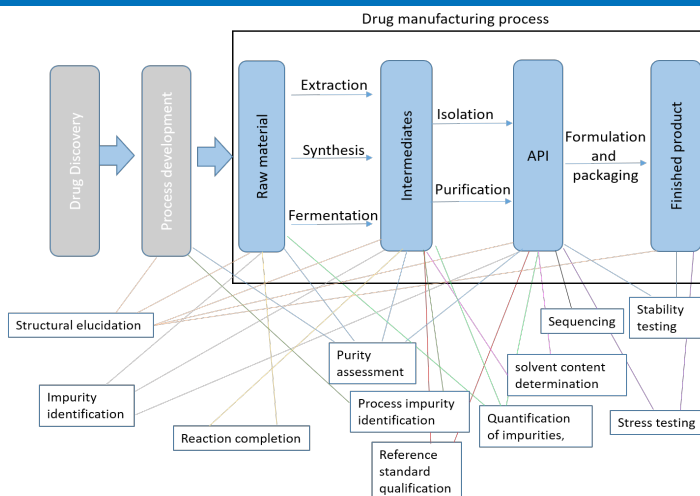 Drug manufacturing process
Drug Discovery
Process development
Raw material
Extraction
Synthesis
Fermentation
Intermediates
Isolation
Purification
API
Formulation
and
packaging
Finished product
Structural elucidation
Sequencing
Stability
testing
Purity
assessment
solvent content
determination
Impurity
identification
Process impurity
identification
Quantification
of impurities,
Stress testing
Reaction completion
Reference
standard
qualification